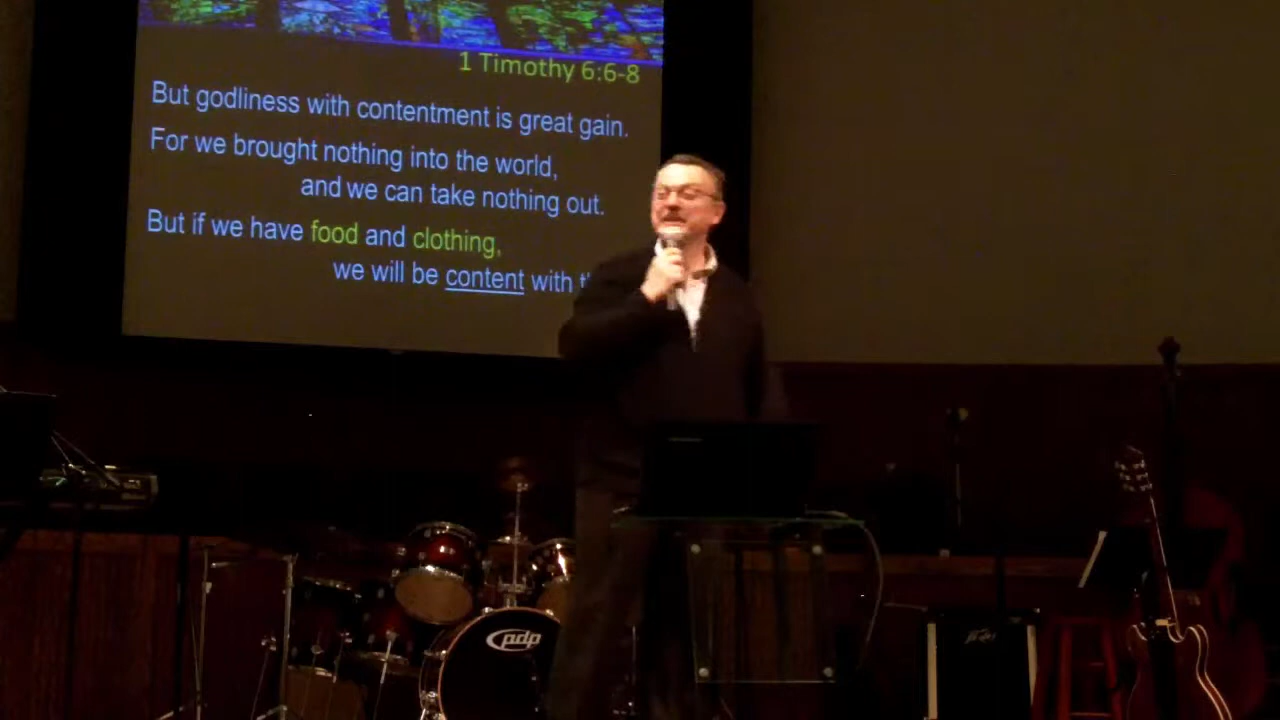 1 Timothy 6:6-8
But godliness with contentment is great gain.
For we brought nothing into the world,
and we can take nothing out.
But if we have food and clothing,
we will be content with
pdp
Peavey